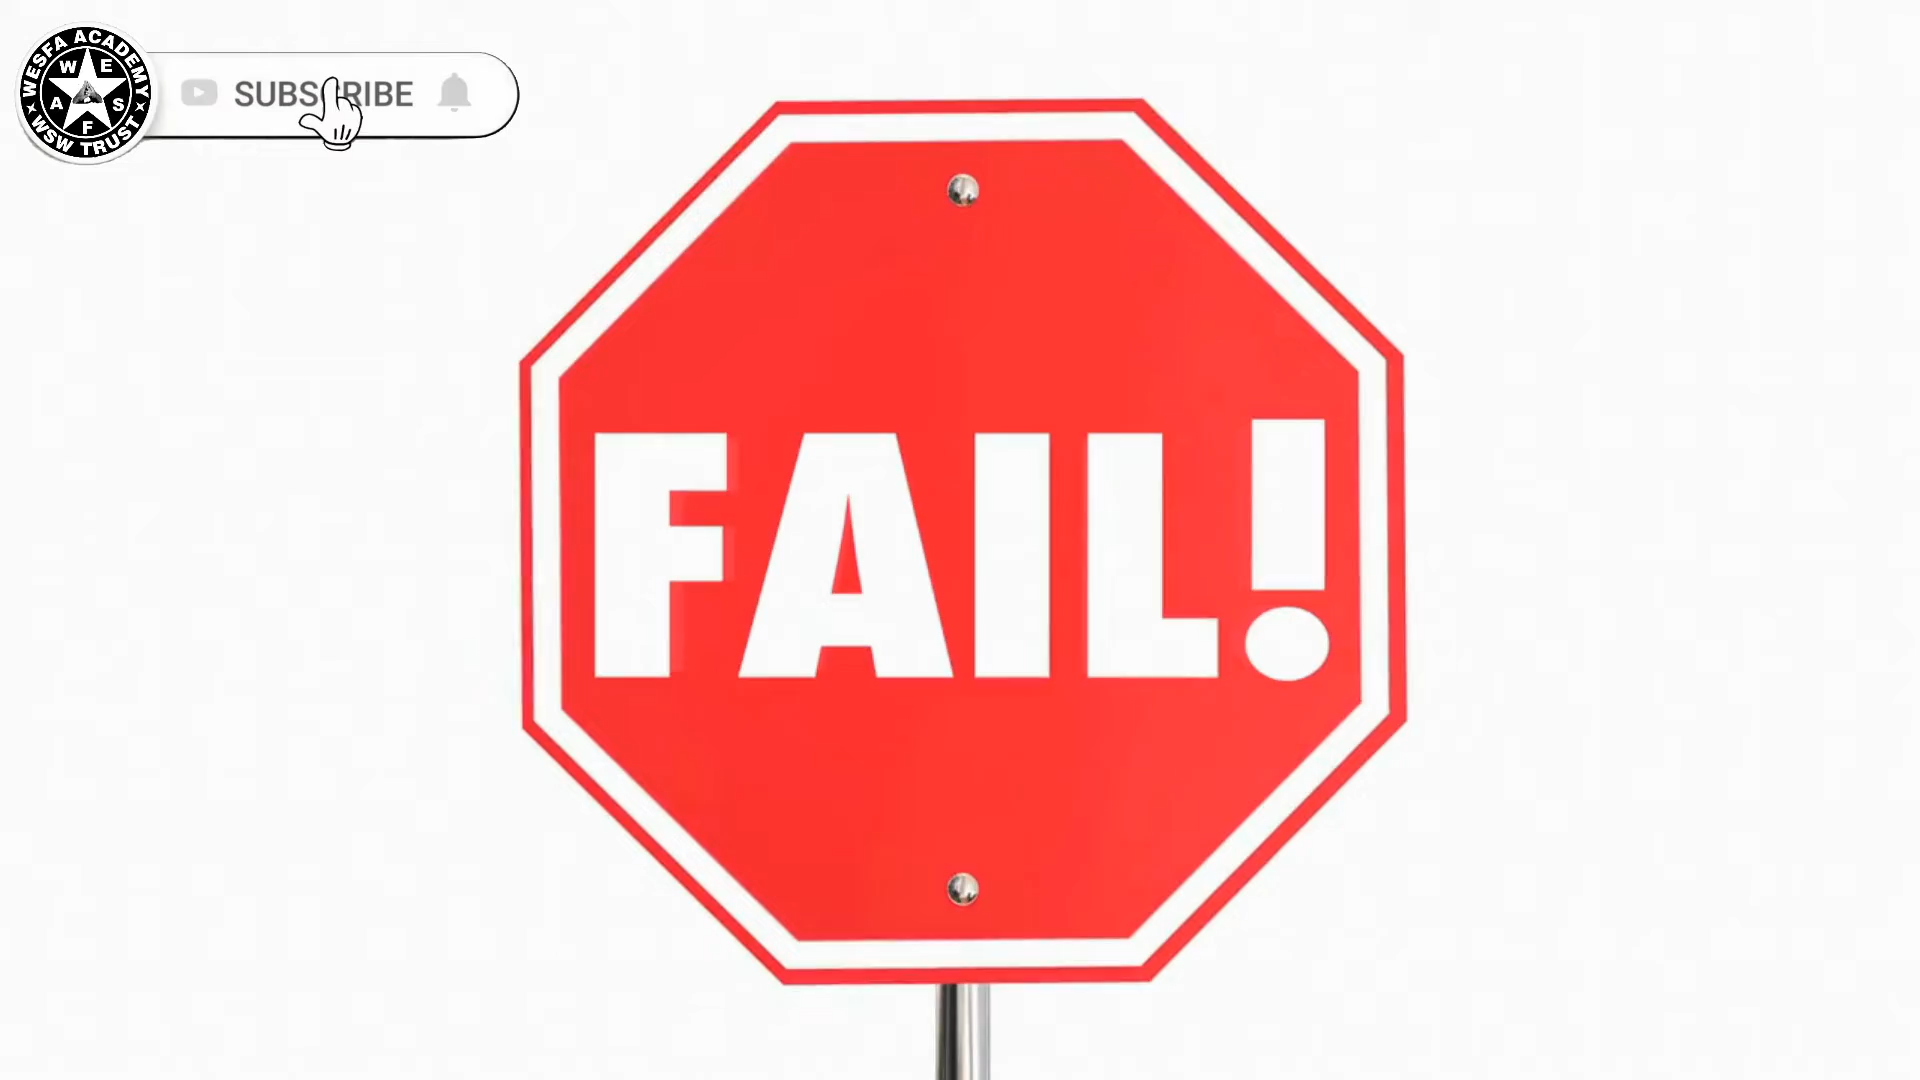 WESFA ACADEMY
W E
A S
F
WSW TRUST
SUBSCRIBE
FAIL!